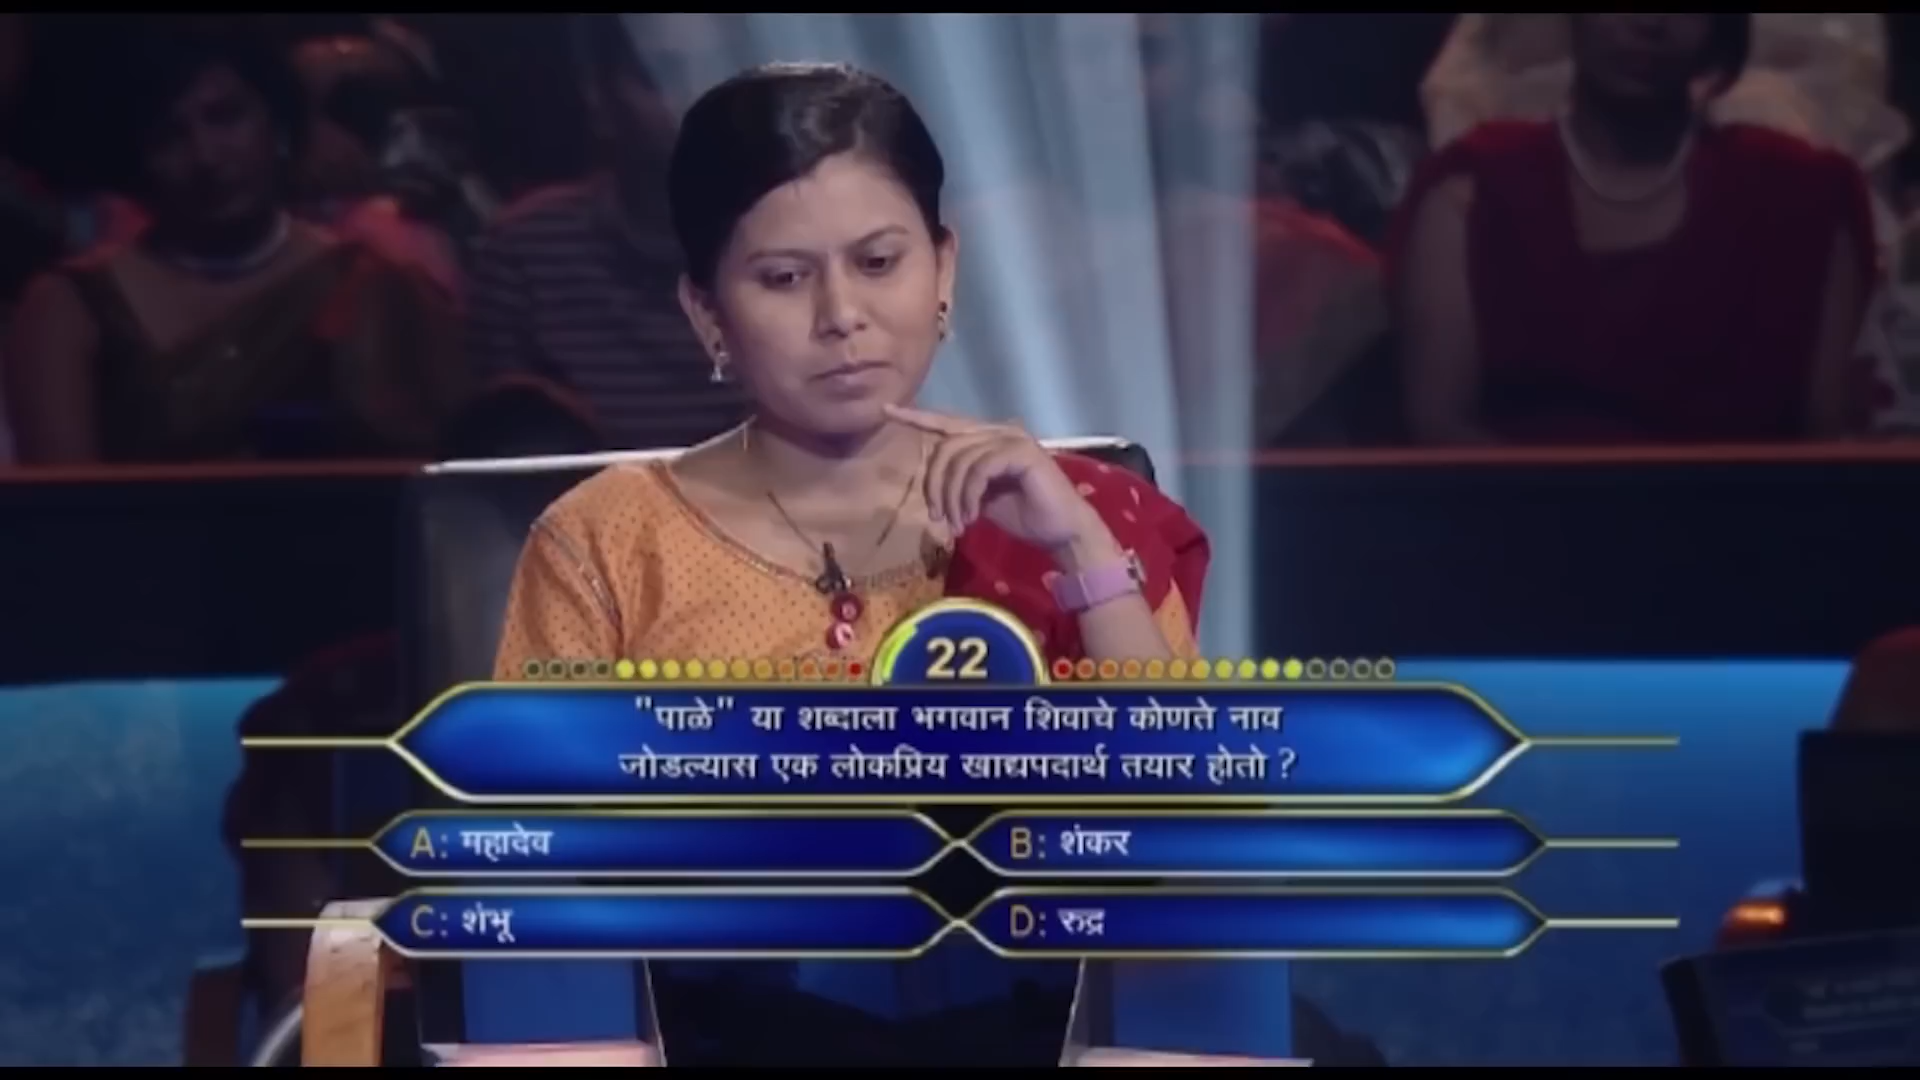 22
"पाळे" या शब्दाला भगवान शिवाचे कोणते नाव
जोडल्यास एक लोकप्रिय खाद्यपदार्थ तयार होतो ?
A: महादेव
B: शंकर
C: शंभू
D: रुद्र